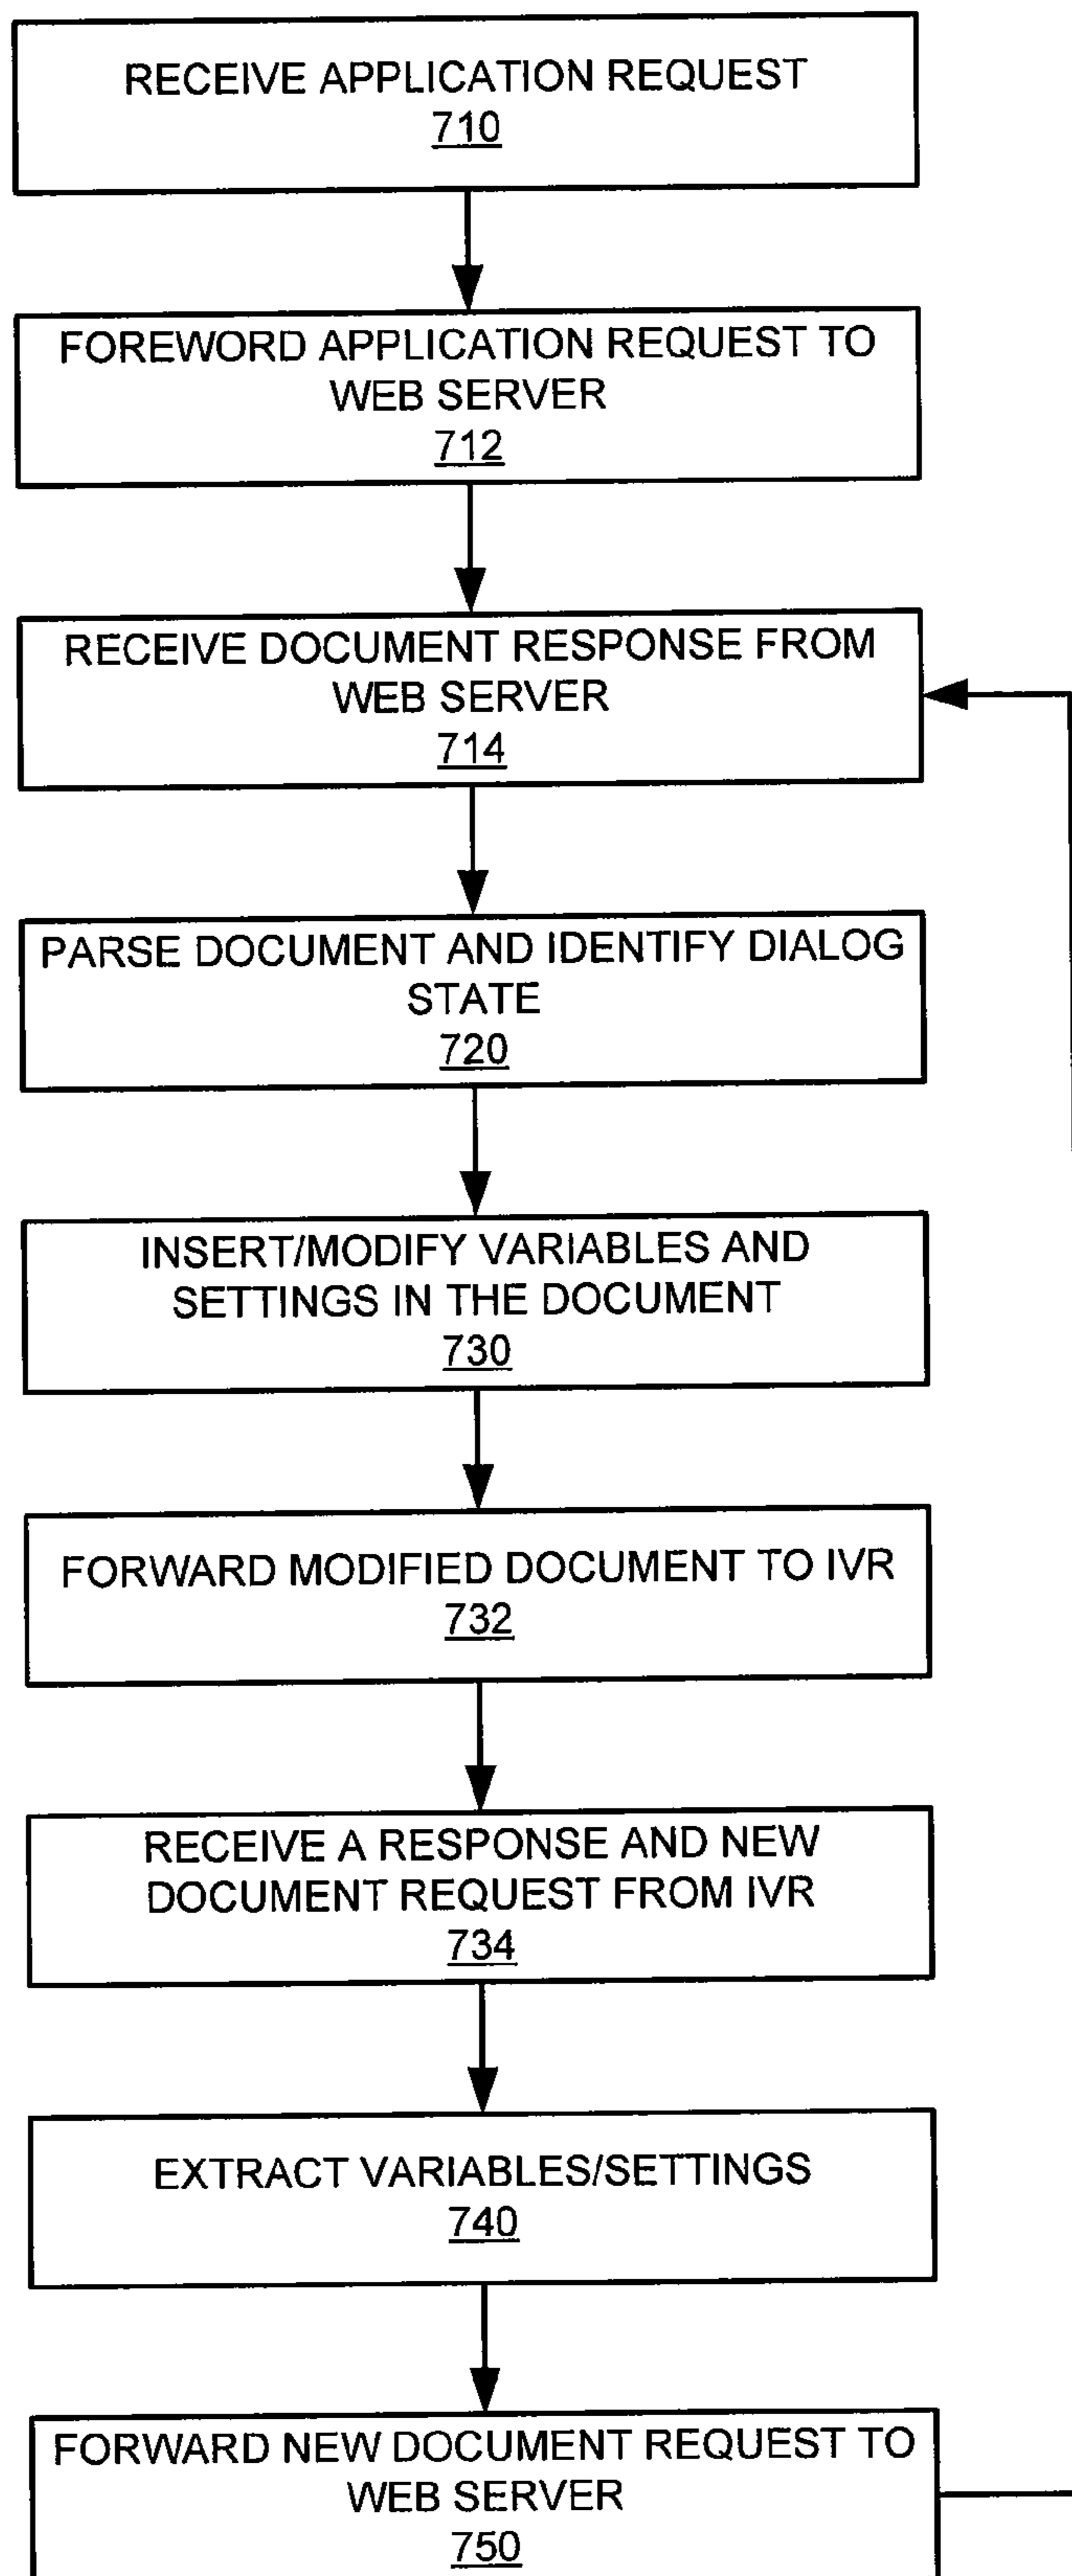 RECEIVE APPLICATION REQUEST
710
FOREWORD APPLICATION REQUEST TO
WEB SERVER
712
RECEIVE DOCUMENT RESPONSE FROM
WEB SERVER
714
PARSE DOCUMENT AND IDENTIFY DIALOG
STATE
720
INSERT/MODIFY VARIABLES AND
SETTINGS IN THE DOCUMENT
730
FORWARD MODIFIED DOCUMENT TO IVR
732
RECEIVE A RESPONSE AND NEW
DOCUMENT REQUEST FROM IVR
734
EXTRACT VARIABLES/SETTINGS
740
FORWARD NEW DOCUMENT REQUEST TO
WEB SERVER
750